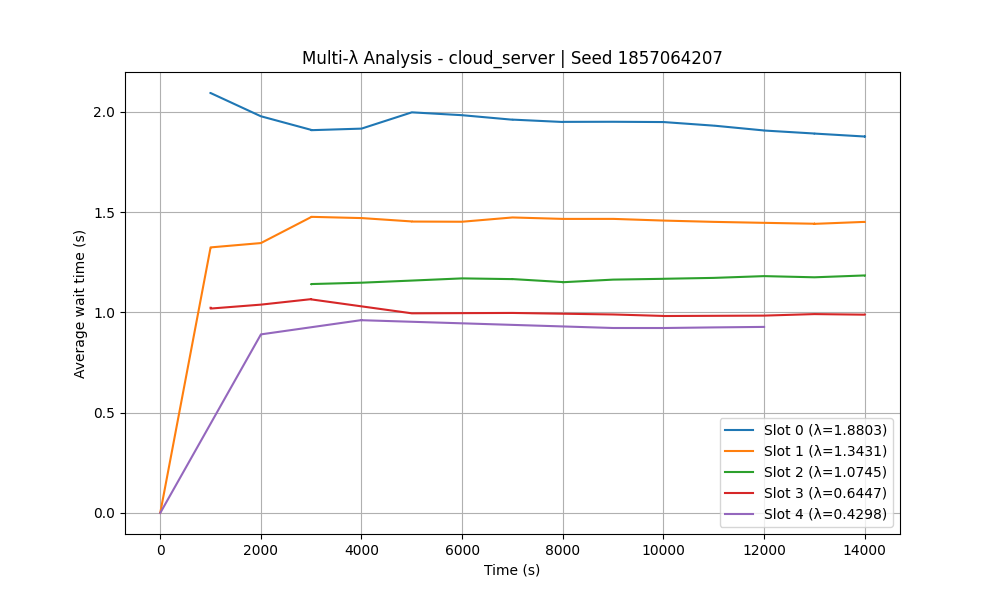 Multi-λ Analysis - cloud_server | Seed 1857064207
Average wait time (s)
2.0
1.5
1.0
0.5
0.0
Slot 0 (λ=1.8803)
Slot 1 (λ=1.3431)
Slot 2 (λ=1.0745)
Slot 3 (λ=0.6447)
Slot 4 (λ=0.4298)
0 2000 4000 6000 8000 10000 12000 14000
Time (s)